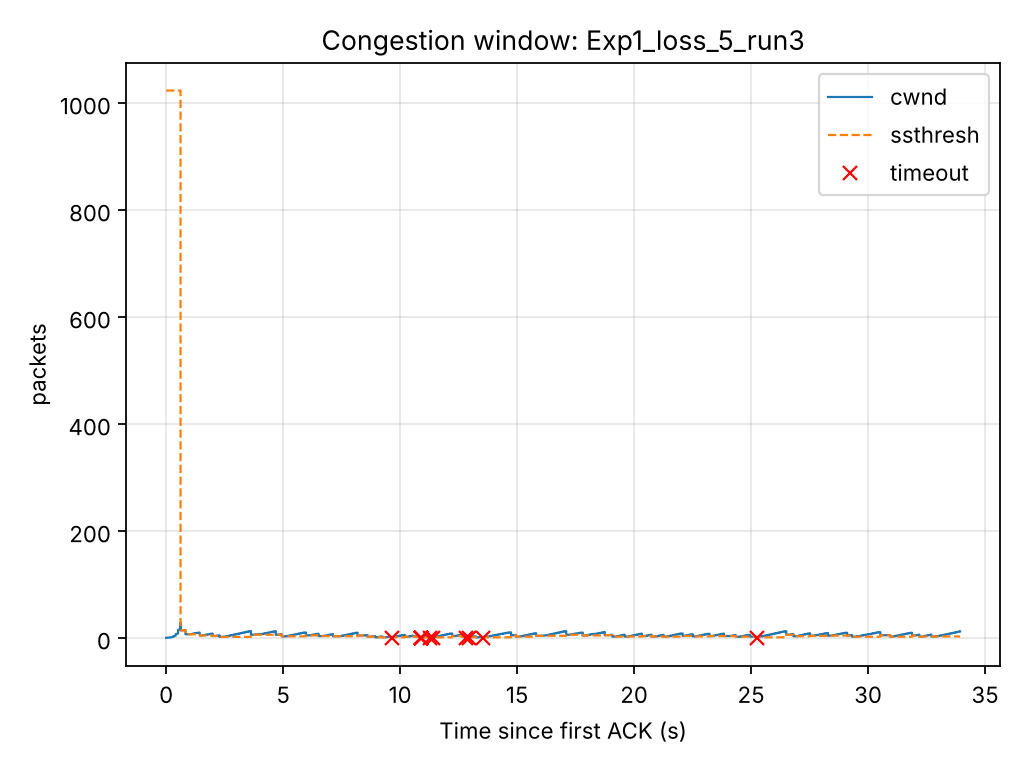 Congestion window: Exp1_loss_5_run3
cwnd
ssthresh
timeout
packets
1000
800
600
400
200
0
0 5 10 15 20 25 30 35
Time since first ACK (s)